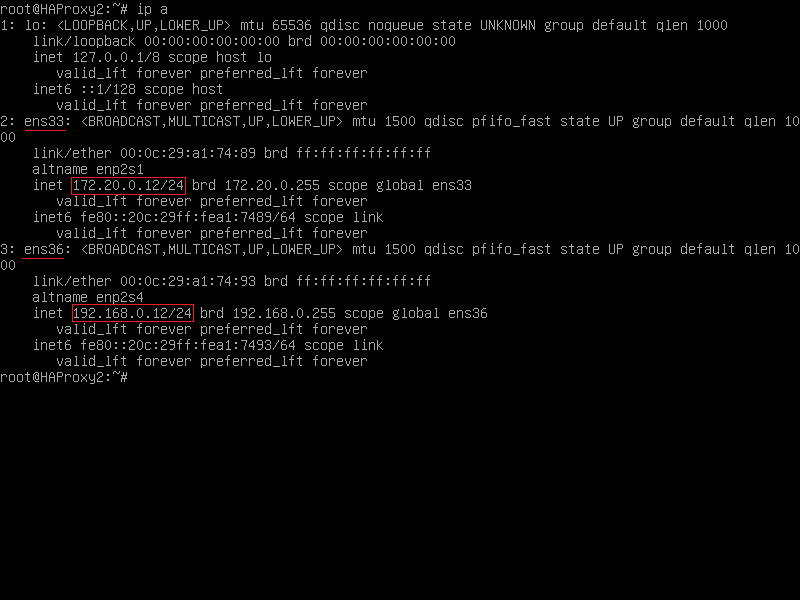 root@HAProxy2:~# ip a
1: lo: <LOOPBACK,UP,LOWER_UP> mtu 65536 qdisc noqueue state UNKNOWN group default qlen 1000
    link/loopback 00:00:00:00:00:00 brd 00:00:00:00:00:00
    inet 127.0.0.1/8 scope host lo
       valid_lft forever preferred_lft forever
    inet6 ::1/128 scope host
       valid_lft forever preferred_lft forever
2: ens33: <BROADCAST,MULTICAST,UP,LOWER_UP> mtu 1500 qdisc pfifo_fast state UP group default qlen 10
00
    link/ether 00:0c:29:a1:74:89 brd ff:ff:ff:ff:ff:ff
    altname enp2s1
    inet 172.20.0.12/24 brd 172.20.0.255 scope global ens33
       valid_lft forever preferred_lft forever
    inet6 fe80::20c:29ff:fea1:7489/64 scope link
       valid_lft forever preferred_lft forever
3: ens36: <BROADCAST,MULTICAST,UP,LOWER_UP> mtu 1500 qdisc pfifo_fast state UP group default qlen 10
00
    link/ether 00:0c:29:a1:74:93 brd ff:ff:ff:ff:ff:ff
    altname enp2s4
    inet 192.168.0.12/24 brd 192.168.0.255 scope global ens36
       valid_lft forever preferred_lft forever
    inet6 fe80::20c:29ff:fea1:7493/64 scope link
       valid_lft forever preferred_lft forever
root@HAProxy2:~#